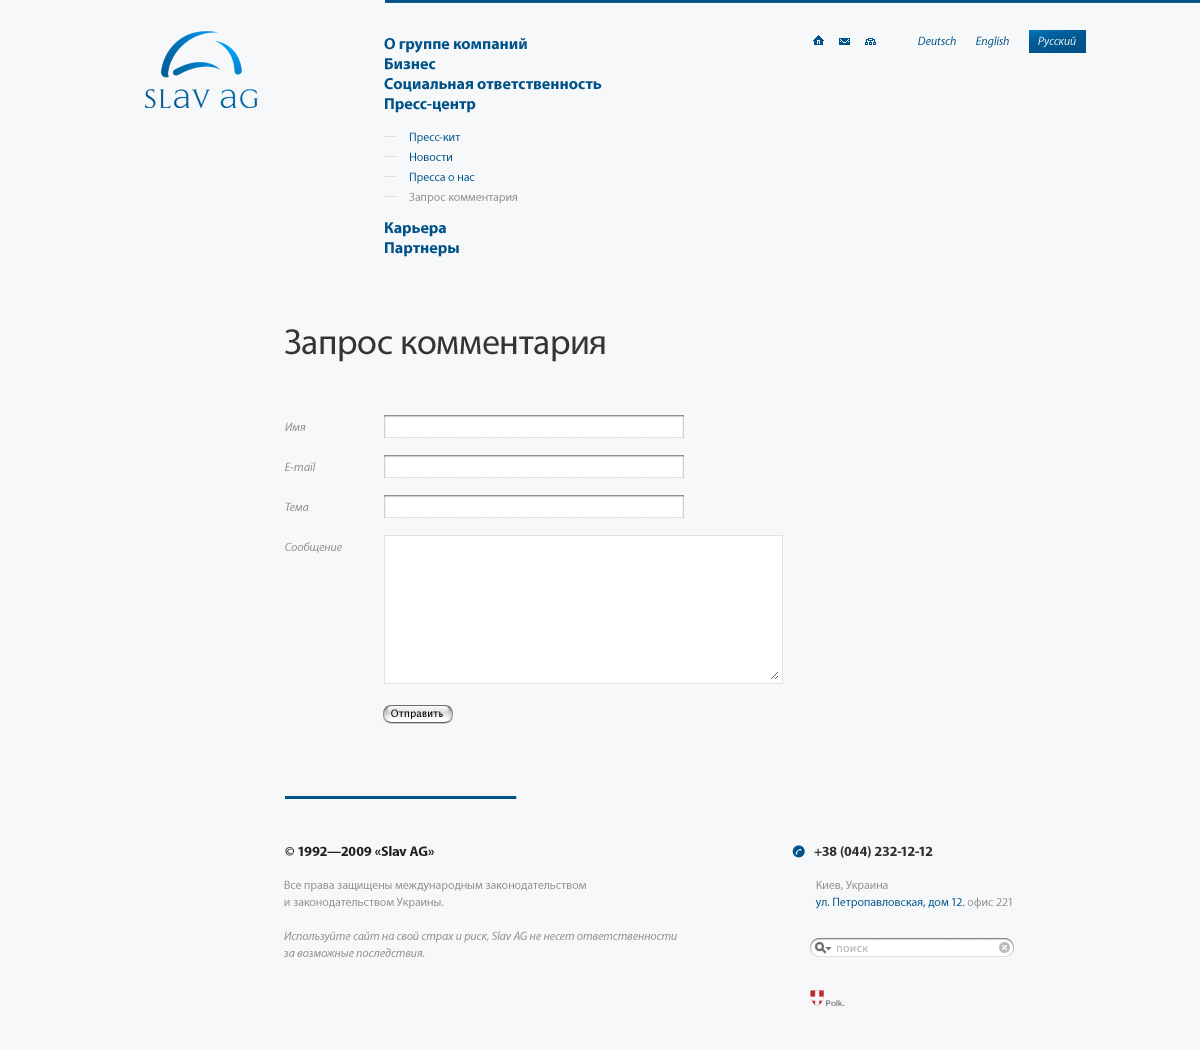 SLAV AG
О группе компаний
Бизнес
Социальная ответственность
Пресс-центр
Пресс-кит
Новости
Пресса о нас
Запрос комментария
Карьера
Партнеры
Deutsch English Русский
Запрос комментария
Имя
E-mail
Тема
Сообщение
Отправить
© 1992—2009 «Slav AG»
Все права защищены международным законодательством
и законодательством Украины.
Используйте сайт на свой страх и риск, Slav AG не несет ответственности
за возможные последствия.
+38 (044) 232-12-12
Киев, Украина
ул. Петропавловская, дом 12, офис 221
поиск
Polk.